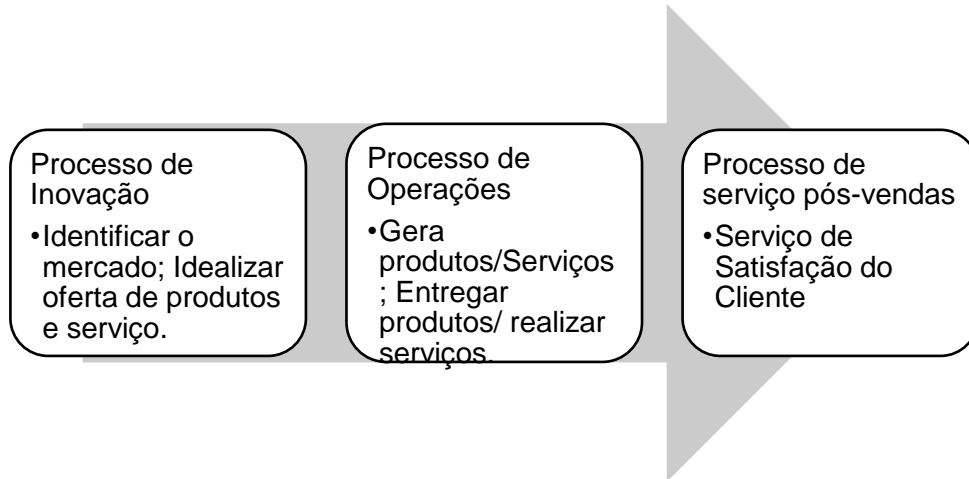 Processo de
Inovação
•Identificar o
mercado; Idealizar
oferta de produtos
e serviço.
Processo de
Operações
•Gera
produtos/Serviços
; Entregar
produtos/ realizar
serviços.
Processo de
serviço pós-vendas
•Serviço de
Satisfação do
Cliente